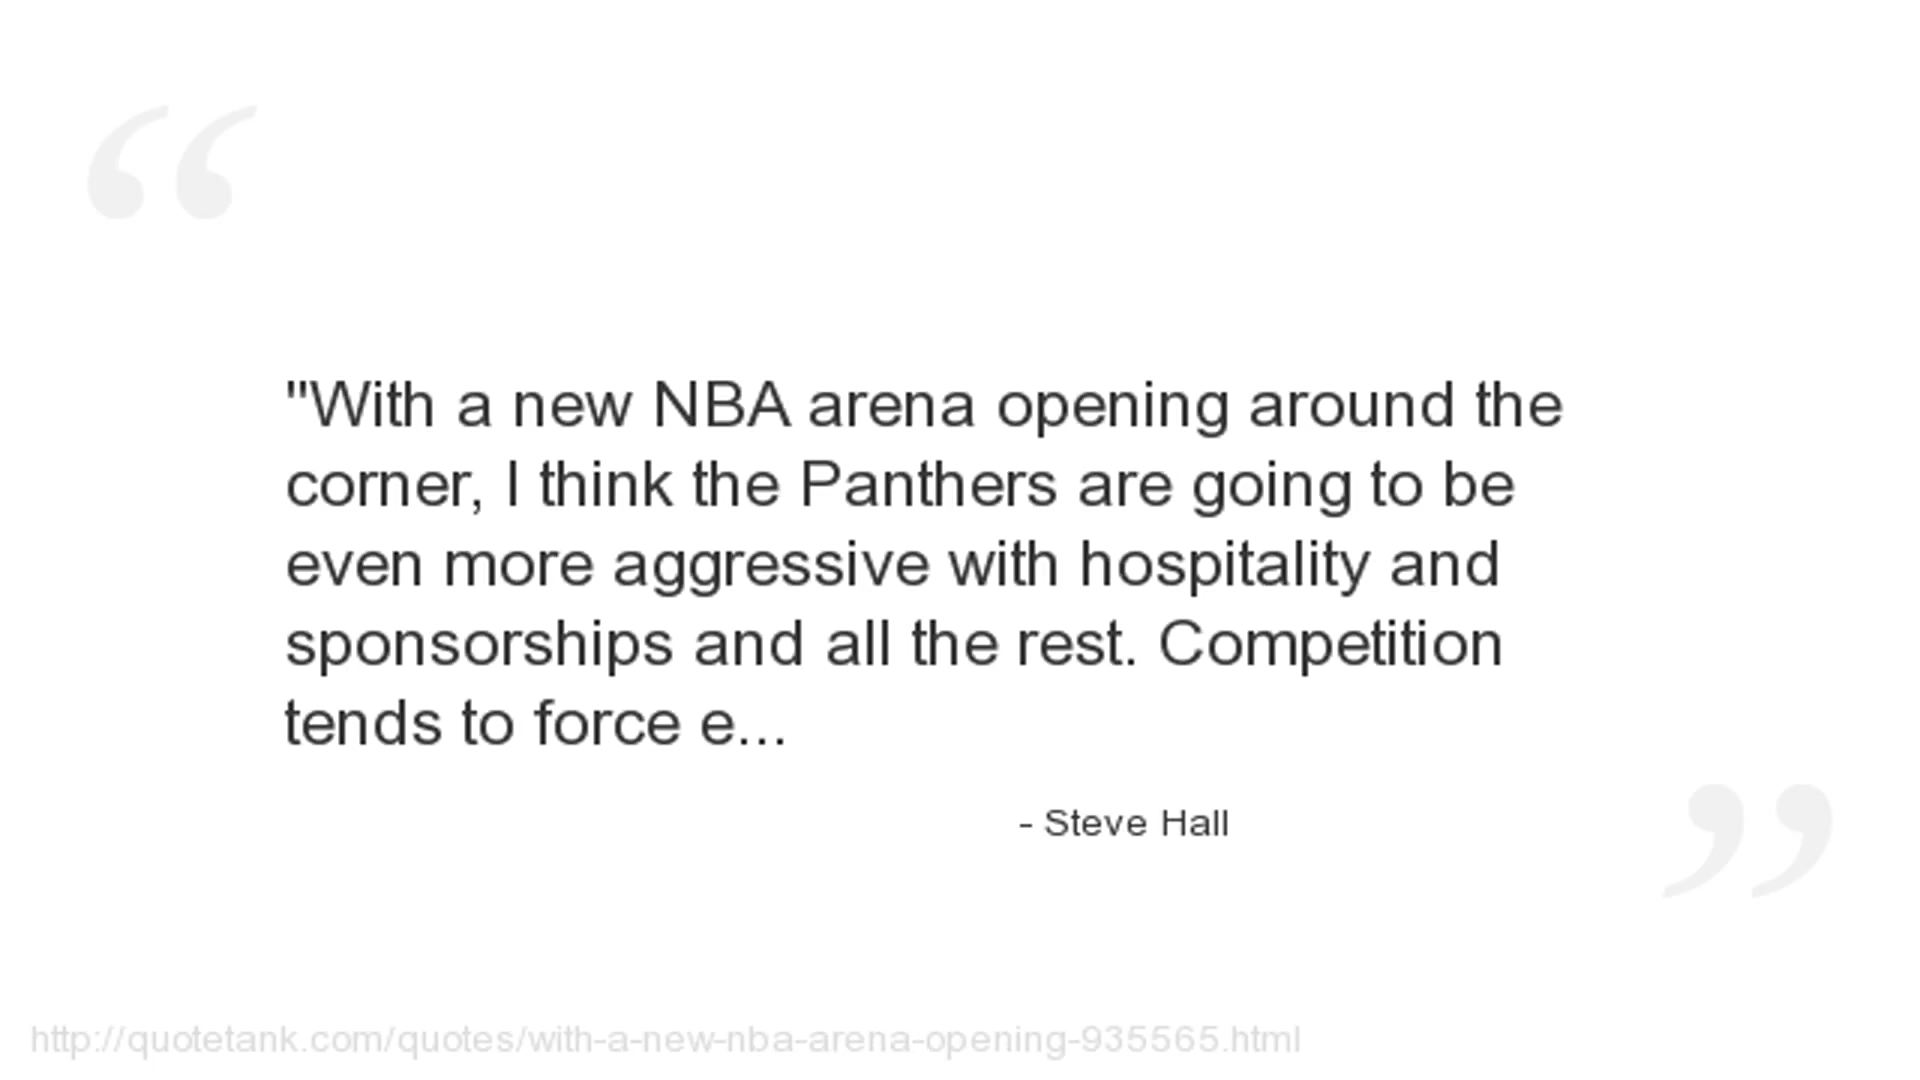 "With a new NBA arena opening around the
corner, I think the Panthers are going to be
even more aggressive with hospitality and
sponsorships and all the rest. Competition
tends to force e...
- Steve Hall
http://quotetank.com/quotes/with-a-new-nba-arena-opening-935565.html